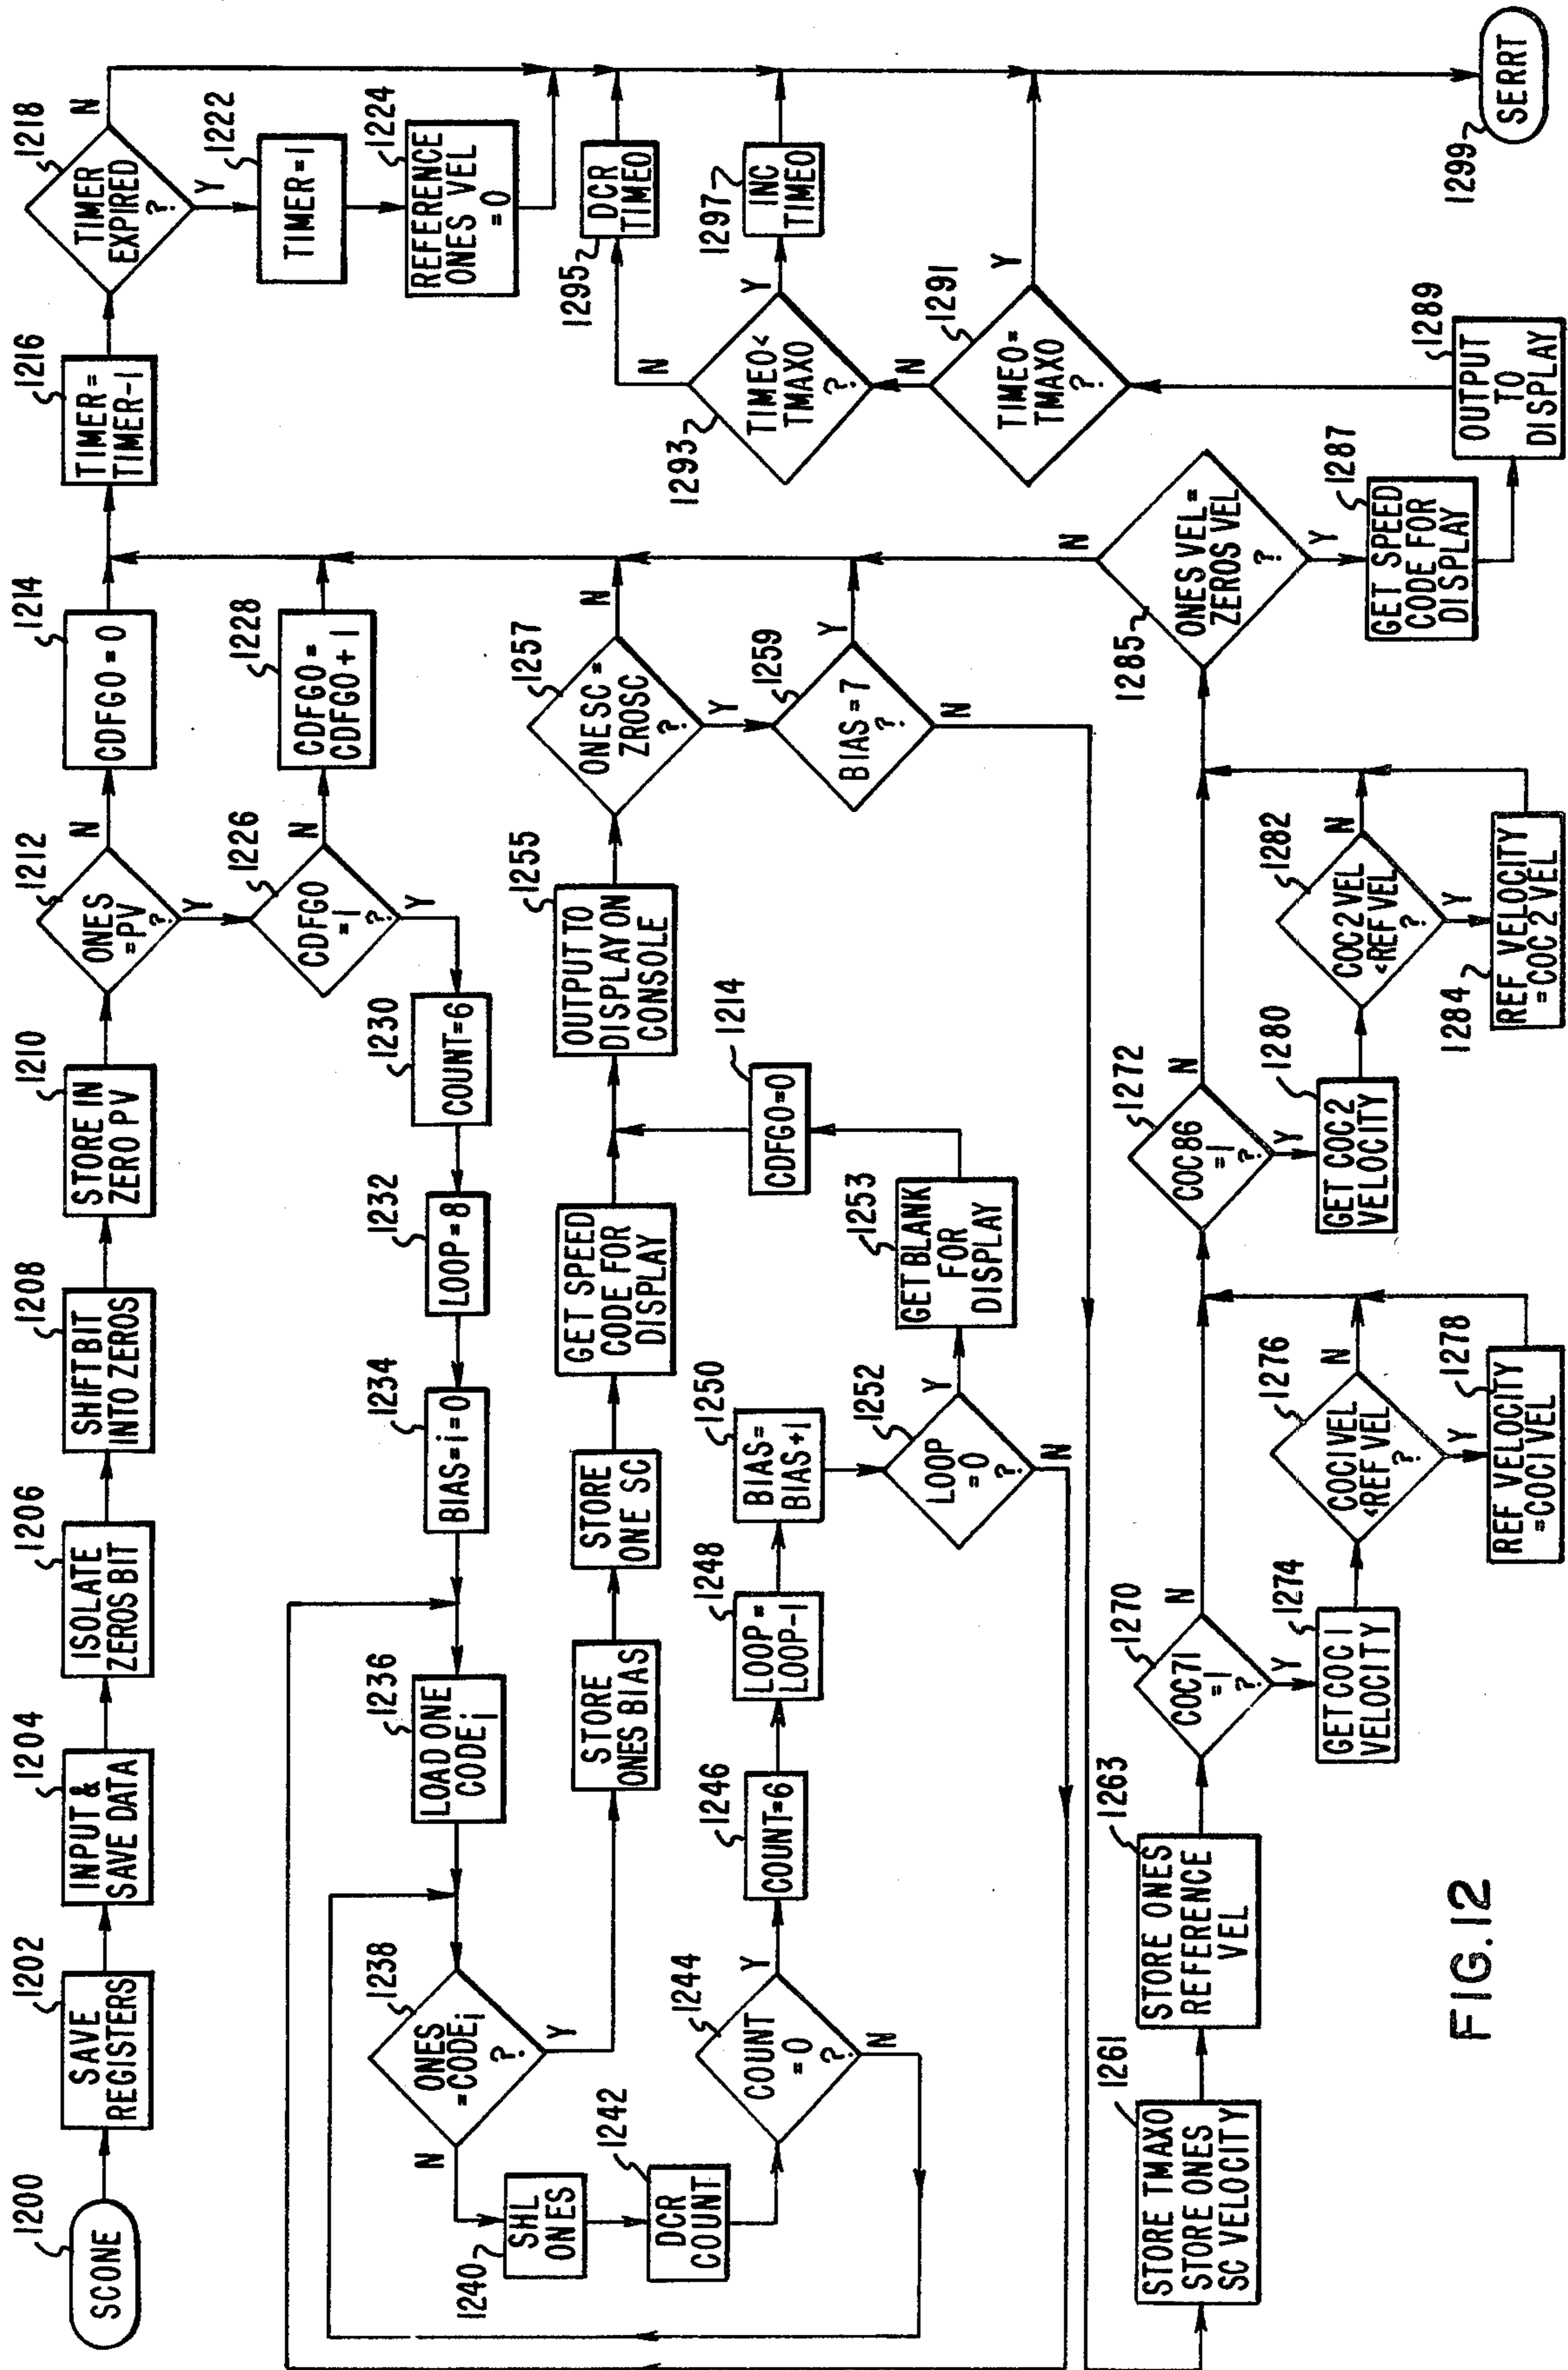 1200
SCONE
1202
SAVE
REGISTERS
1204
INPUT &
SAVE DATA
1206
ISOLATE
ZEROS BIT
1208
SHIFT BIT
INTO ZEROS
1210
STORE IN
ZERO PV
1212
ONES
=PV
?
N
Y
1214
CDFGO = 0
1216
TIMER=
TIMER-1
1218
TIMER
EXPIRED
?
N
Y
1222
TIMER=1
1224
REFERENCE
ONES VEL
= 0
1226
CDFGO
=1
?
N
Y
1228
CDFGO=
CDFGO+1
1230
COUNT=6
1232
LOOP=8
1234
BIAS=i=0
1236
LOAD ONE
CODEi
1238
ONES
=CODEi
?
N
Y
1240
SHL
ONES
1242
DCR
COUNT
1244
COUNT
=0
?
Y
N
1246
COUNT=6
1248
LOOP=
LOOP-1
1250
BIAS=
BIAS+1
1252
LOOP
=0
?
Y
N
1253
GET BLANK
FOR
DISPLAY
1214
CDFGO=0
STORE
ONES BIAS
STORE
ONE SC
GET SPEED
CODE FOR
DISPLAY
1255
OUTPUT TO
DISPLAY ON
CONSOLE
1257
ONESC=
ZROSC
?
N
Y
1259
BIAS=7
?
Y
N
1261
STORE TMAXO
STORE ONES
SC VELOCITY
1263
STORE ONES
REFERENCE
VEL
1270
COC71
=1
?
N
Y
1274
GET COC1
VELOCITY
1276
COC1VEL
<REF VEL
?
N
Y
1278
REF VELOCITY
=COC1 VEL
1272
COC86
=1
?
N
Y
1280
GET COC2
VELOCITY
1282
COC2 VEL
<REF VEL
?
N
Y
1284
REF VELOCITY
=COC2 VEL
1285
ONES VEL=
ZEROS VEL
?
N
Y
1287
GET SPEED
CODE FOR
DISPLAY
1289
OUTPUT
TO
DISPLAY
1291
TIMEO=
TMAXO
?
Y
N
1293
TIMEO<
TMAXO
?
Y
N
1295
DCR
TIMEO
1297
INC
TIMEO
1299
SERRT
FIG.12